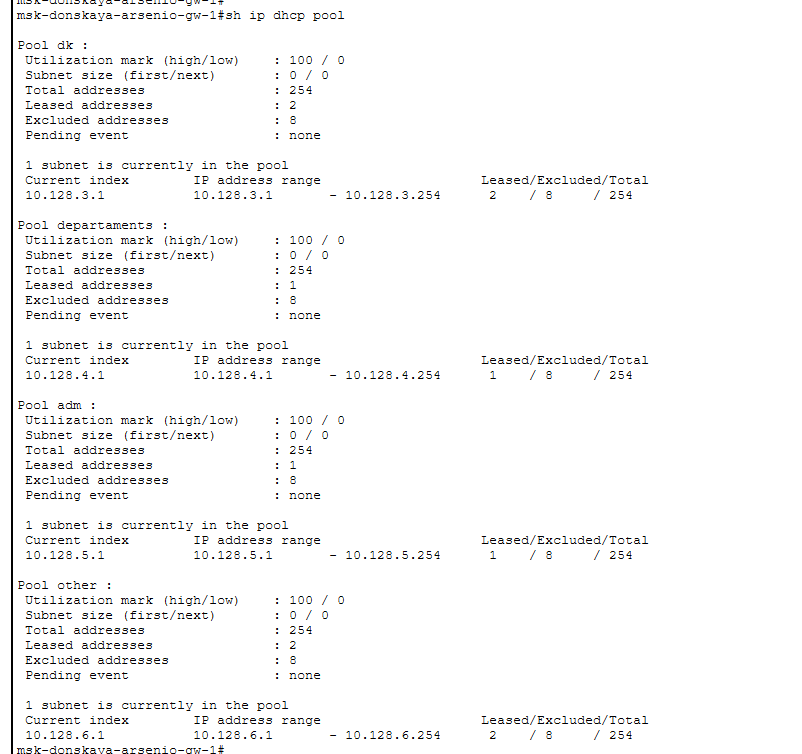 msk-donskaya-arsenio-gw-1#
msk-donskaya-arsenio-gw-1#sh ip dhcp pool
Pool dk :
Utilization mark (high/low) : 100 / 0
Subnet size (first/next) : 0 / 0
Total addresses : 254
Leased addresses : 2
Excluded addresses : 8
Pending event : none
1 subnet is currently in the pool
Current index IP address range Leased/Excluded/Total
10.128.3.1 10.128.3.1 - 10.128.3.254 2 / 8 / 254
Pool departaments :
Utilization mark (high/low) : 100 / 0
Subnet size (first/next) : 0 / 0
Total addresses : 254
Leased addresses : 1
Excluded addresses : 8
Pending event : none
1 subnet is currently in the pool
Current index IP address range Leased/Excluded/Total
10.128.4.1 10.128.4.1 - 10.128.4.254 1 / 8 / 254
Pool adm :
Utilization mark (high/low) : 100 / 0
Subnet size (first/next) : 0 / 0
Total addresses : 254
Leased addresses : 1
Excluded addresses : 8
Pending event : none
1 subnet is currently in the pool
Current index IP address range Leased/Excluded/Total
10.128.5.1 10.128.5.1 - 10.128.5.254 1 / 8 / 254
Pool other :
Utilization mark (high/low) : 100 / 0
Subnet size (first/next) : 0 / 0
Total addresses : 254
Leased addresses : 2
Excluded addresses : 8
Pending event : none
1 subnet is currently in the pool
Current index IP address range Leased/Excluded/Total
10.128.6.1 10.128.6.1 - 10.128.6.254 2 / 8 / 254
msk-donskaya-arsenio-gw-1#